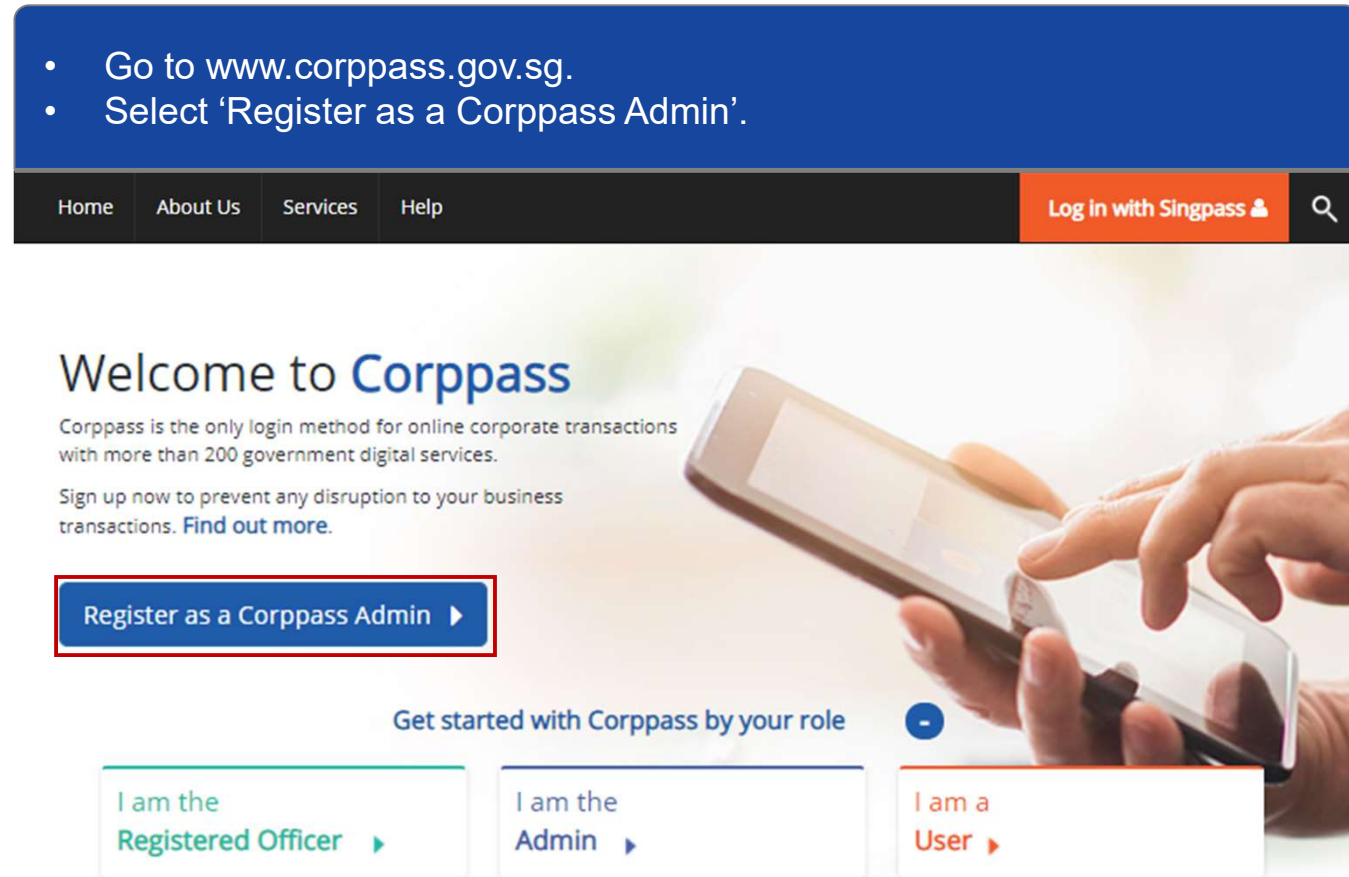 • Go to www.corppass.gov.sg.
• Select ‘Register as a Corppass Admin’.
Home About Us Services Help Log in with Singpass
Welcome to Corppass
Corppass is the only login method for online corporate transactions
with more than 200 government digital services.
Sign up now to prevent any disruption to your business
transactions. Find out more.
Register as a Corppass Admin
Get started with Corppass by your role -
I am the
Registered Officer
I am the
Admin
I am a
User